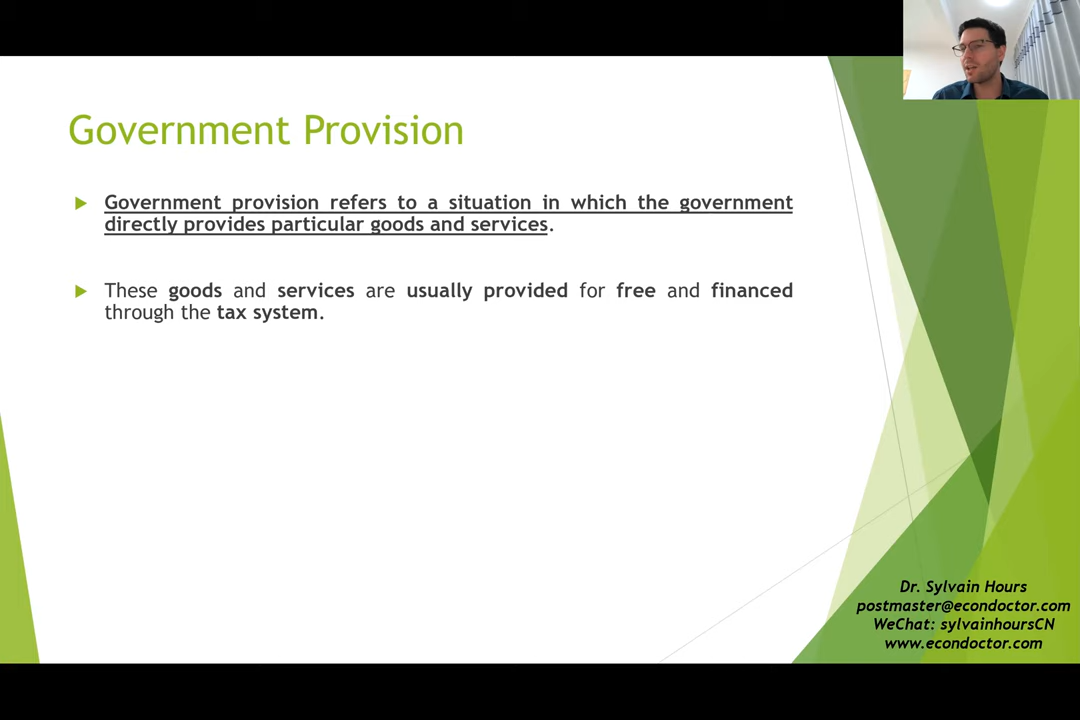 Government Provision
Government provision refers to a situation in which the government
directly provides particular goods and services.
These goods and services are usually provided for free and financed
through the tax system.
Dr. Sylvain Hours
postmaster@econdoctor.com
WeChat: sylvainhoursCN
www.econdoctor.com